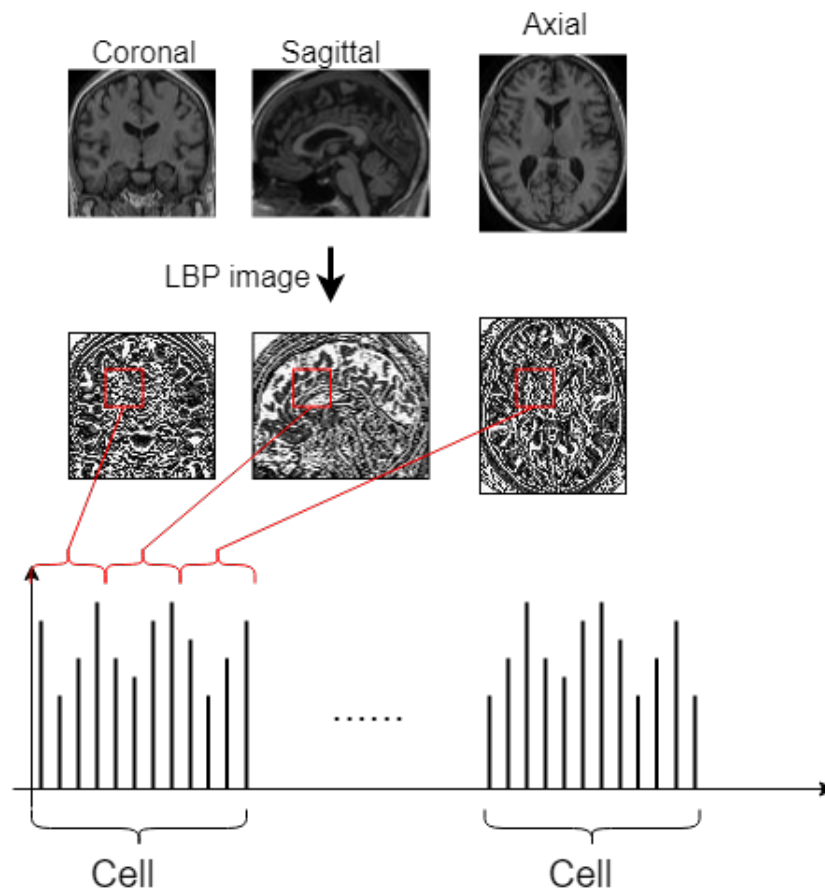 Coronal
Sagittal
Axial
LBP image
......
Cell
Cell